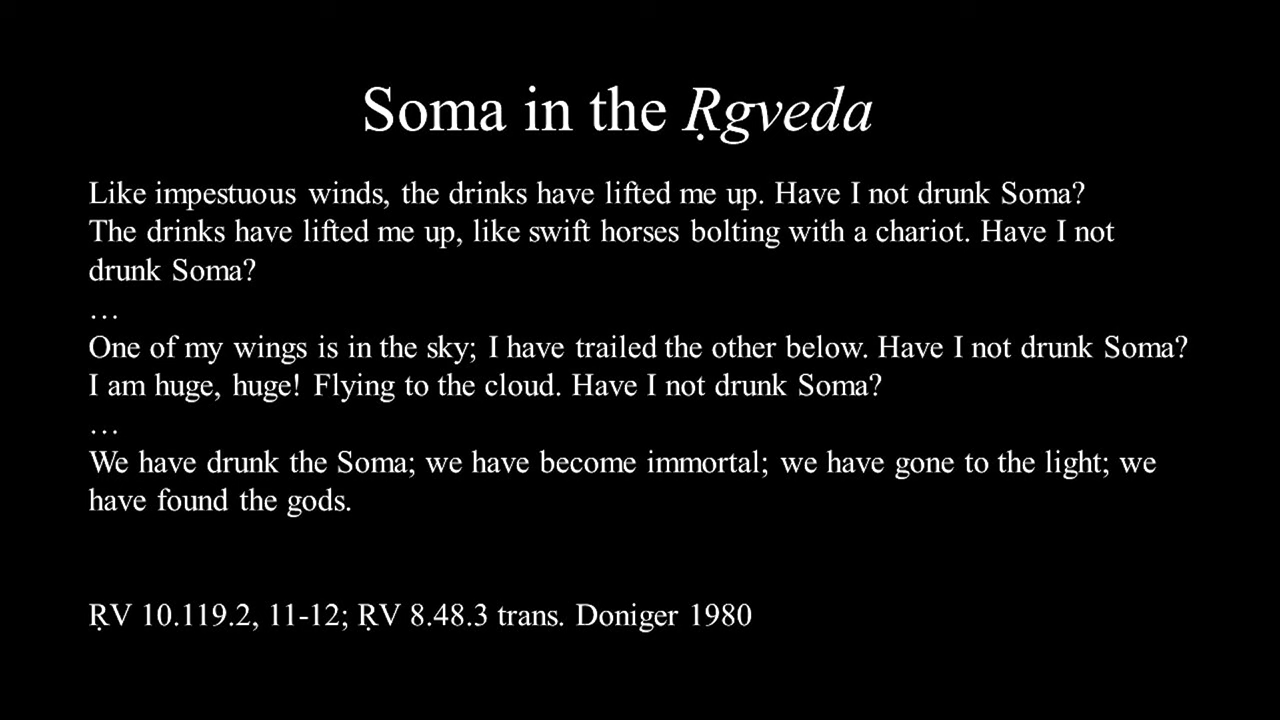 Soma in the Ṛgveda
Like impestuous winds, the drinks have lifted me up. Have I not drunk Soma?
The drinks have lifted me up, like swift horses bolting with a chariot. Have I not
drunk Soma?
…
One of my wings is in the sky; I have trailed the other below. Have I not drunk Soma?
I am huge, huge! Flying to the cloud. Have I not drunk Soma?
…
We have drunk the Soma; we have become immortal; we have gone to the light; we
have found the gods.
ṚV 10.119.2, 11-12; ṚV 8.48.3 trans. Doniger 1980